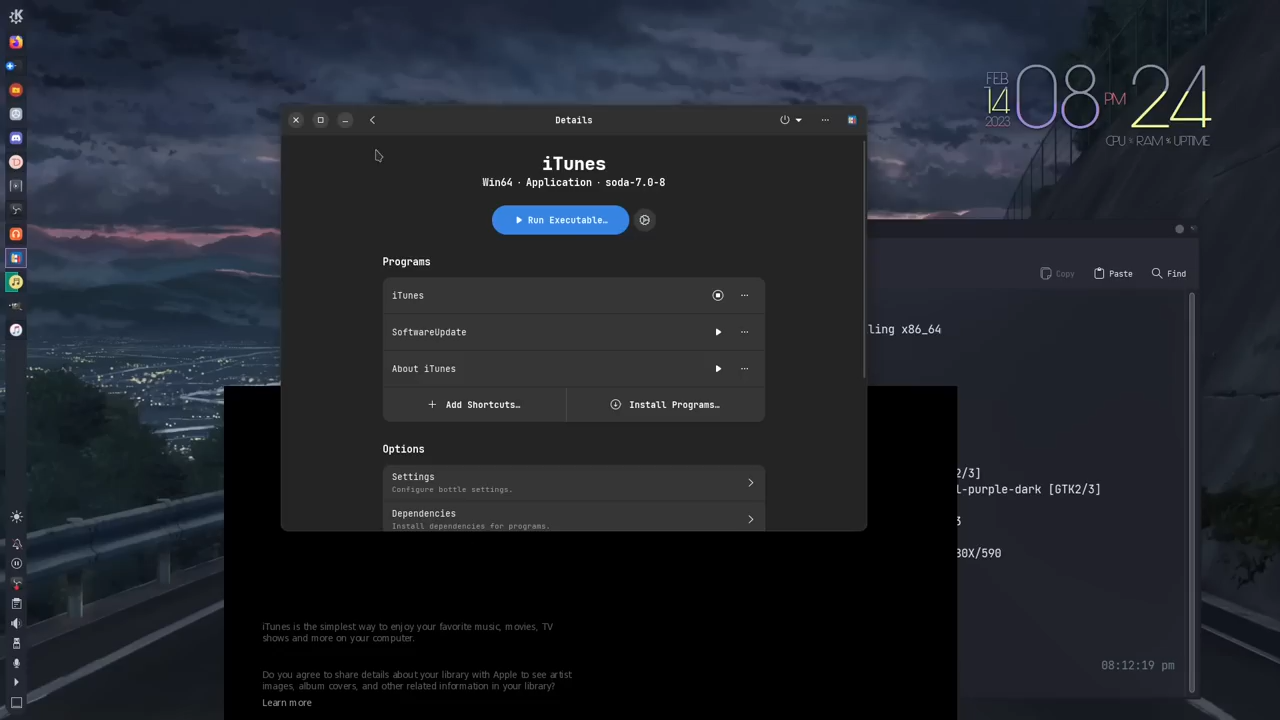 FEB
14
2023
08
PM
24
CPU × RAM × UPTIME
Details
iTunes
Win64 · Application · soda-7.0-8
Run Executable…
Programs
iTunes
SoftwareUpdate
About iTunes
Add Shortcuts…
Install Programs…
Options
Settings
Configure bottle settings.
Dependencies
Install dependencies for programs.
Copy
Paste
Find
ling x86_64
2/3]
l-purple-dark [GTK2/3]
3
80X/590
08:12:19 pm
iTunes is the simplest way to enjoy your favorite music, movies, TV
shows and more on your computer.
Do you agree to share details about your library with Apple to see artist
images, album covers, and other related information in your library?
Learn more